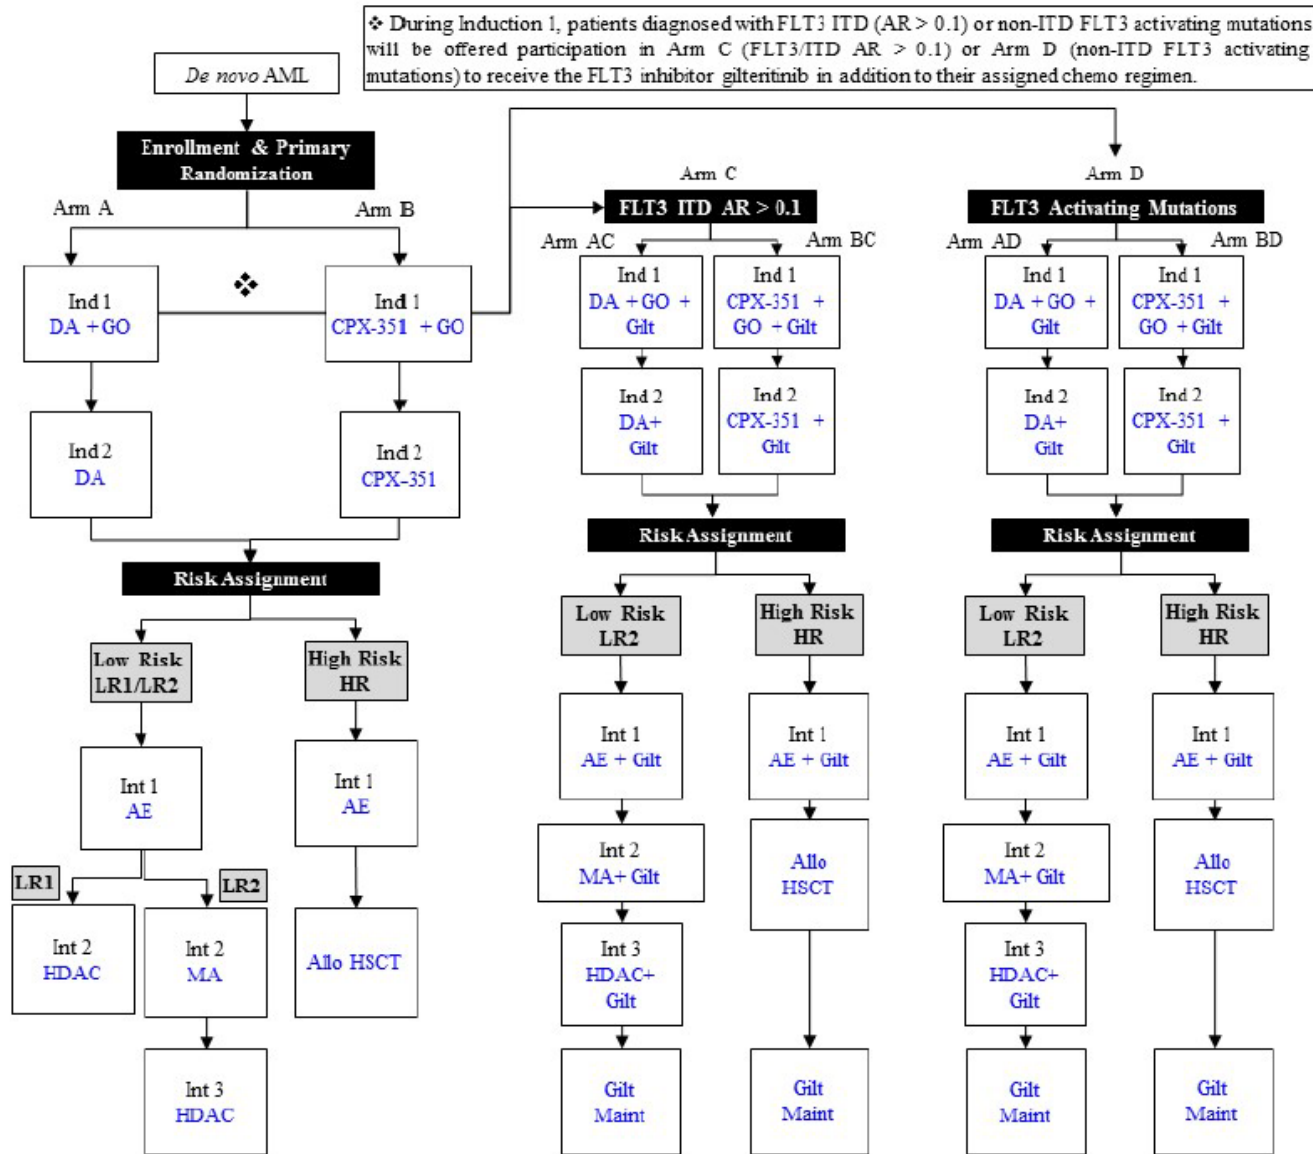 ❖ During Induction 1, patients diagnosed with FLT3 ITD (AR > 0.1) or non-ITD FLT3 activating mutations
will be offered participation in Arm C (FLT3/ITD AR > 0.1) or Arm D (non-ITD FLT3 activating
mutations) to receive the FLT3 inhibitor gilteritinib in addition to their assigned chemo regimen.
De novo AML
Enrollment & Primary
Randomization
Arm A
Arm B
Ind 1
DA + GO
❖
Ind 1
CPX-351 + GO
Ind 2
DA
Ind 2
CPX-351
Risk Assignment
Low Risk
LR1/LR2
High Risk
HR
Int 1
AE
Int 1
AE
LR1
LR2
Int 2
HDAC
Int 2
MA
Allo HSCT
Int 3
HDAC
Arm C
FLT3 ITD AR > 0.1
Arm AC
Arm BC
Ind 1
DA + GO +
Gilt
Ind 1
CPX-351 +
GO + Gilt
Ind 2
DA+
Gilt
Ind 2
CPX-351 +
Gilt
Risk Assignment
Low Risk
LR2
High Risk
HR
Int 1
AE + Gilt
Int 1
AE + Gilt
Int 2
MA+ Gilt
Allo
HSCT
Int 3
HDAC+
Gilt
Gilt
Maint
Gilt
Maint
Arm D
FLT3 Activating Mutations
Arm AD
Arm BD
Ind 1
DA + GO +
Gilt
Ind 1
CPX-351 +
GO + Gilt
Ind 2
DA+
Gilt
Ind 2
CPX-351 +
Gilt
Risk Assignment
Low Risk
LR2
High Risk
HR
Int 1
AE + Gilt
Int 1
AE + Gilt
Int 2
MA+ Gilt
Allo
HSCT
Int 3
HDAC+
Gilt
Gilt
Maint
Gilt
Maint